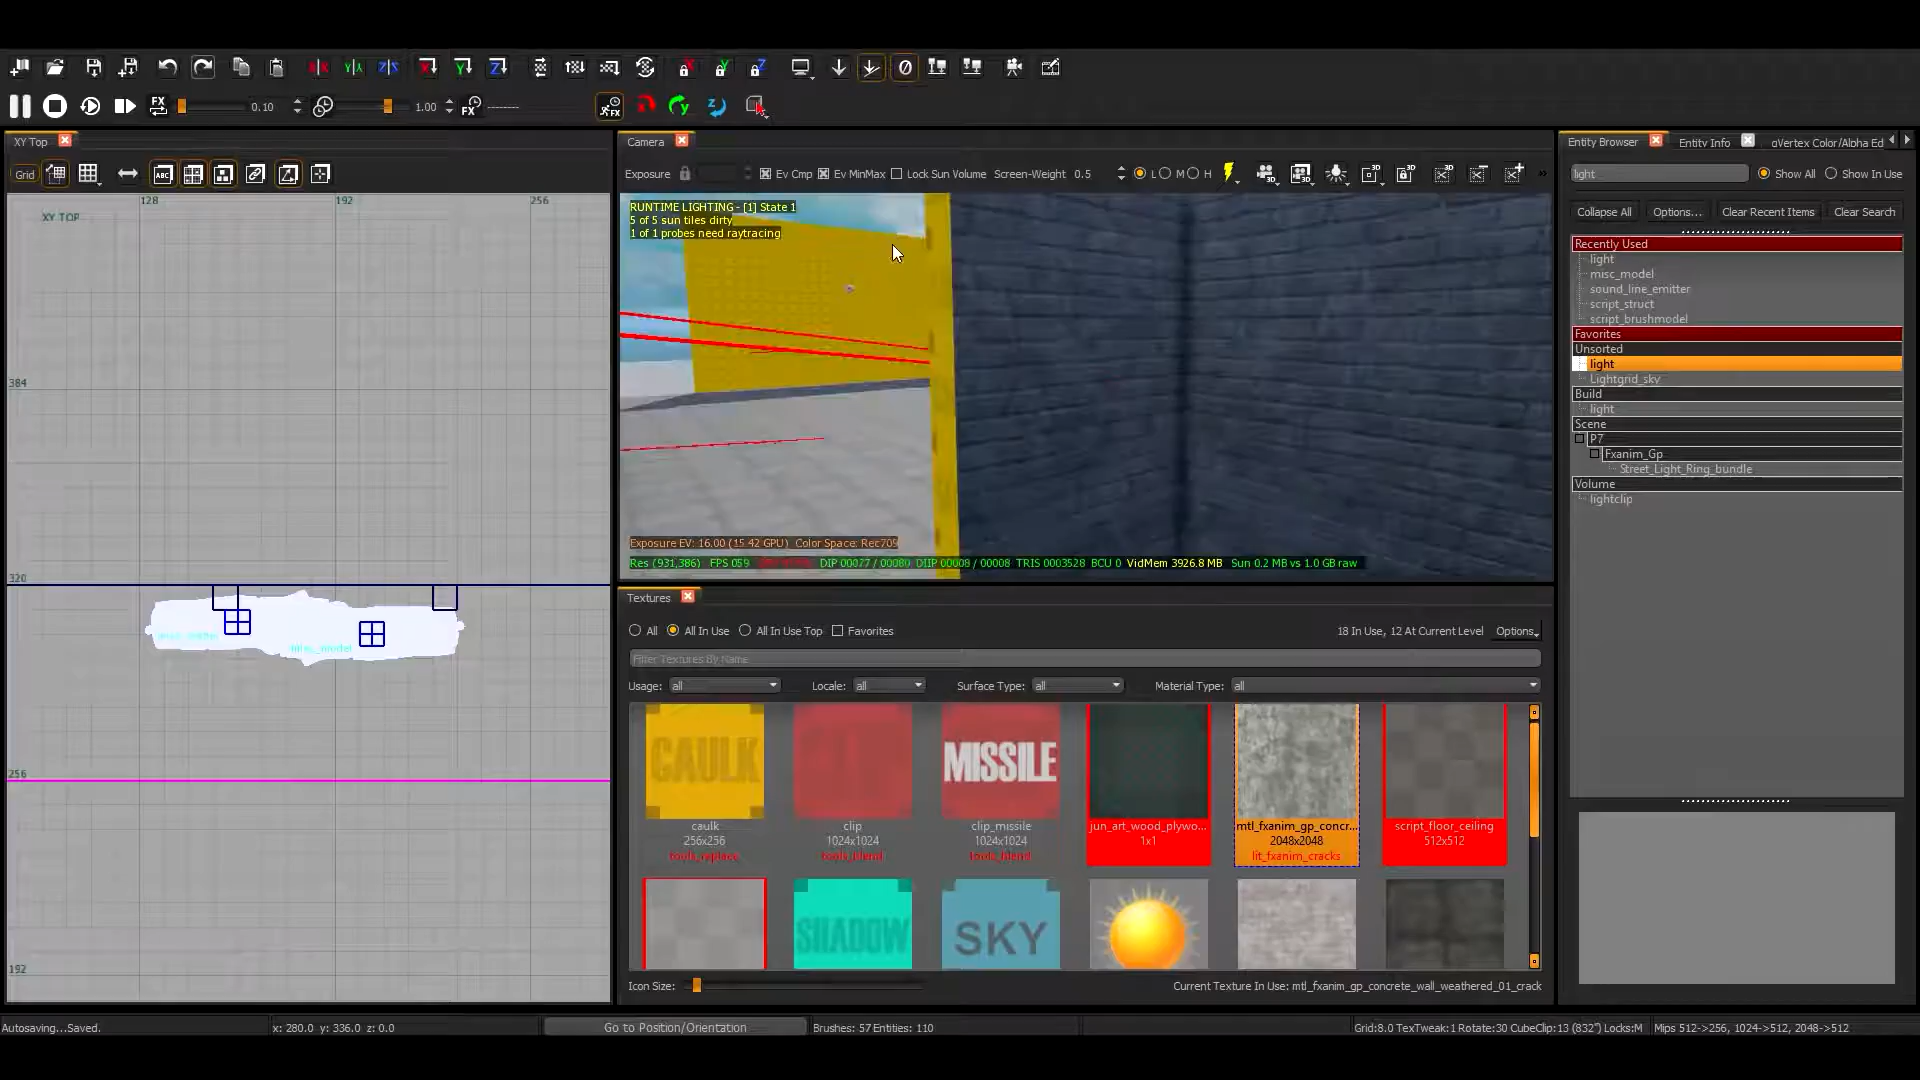 FX
0.10
1.00
FX
--------
FX
XY Top
Grid
ABC
128
192
256
XY TOP
384
320
misc_model
256
192
Camera
Exposure
Ev Cmp
Ev MinMax
Lock Sun Volume
Screen-Weight
0.5
L
M
H
RUNTIME LIGHTING - [1] State 1
5 of 5 sun tiles dirty
1 of 1 probes need raytracing
Exposure EV: 16.00 (15.42 GPU) Color Space: Rec709
Res (931,386) FPS 059 DIP 00077 / 00080 DIIP 00008 / 00008 TRIS 0003528 BCU 0 VidMem 3926.8 MB Sun 0.2 MB vs 1.0 GB raw
Textures
All
All In Use
All In Use Top
Favorites
18 In Use, 12 At Current Level
Options
Filter Textures By Name
Usage:
all
Locale:
all
Surface Type:
all
Material Type:
all
CAULK
caulk
256x256
tools_replace
clip
1024x1024
tools_blend
MISSILE
clip_missile
1024x1024
tools_blend
jun_art_wood_plywo...
1x1
mtl_fxanim_gp_concr...
2048x2048
lit_fxanim_cracks
script_floor_ceiling
512x512
SHADOW
SKY
Icon Size:
Current Texture In Use: mtl_fxanim_gp_concrete_wall_weathered_01_crack
Entity Browser
Entity Info
Vertex Color/Alpha Ed
light
Show All
Show In Use
Collapse All
Options...
Clear Recent Items
Clear Search
Recently Used
light
misc_model
sound_line_emitter
script_struct
script_brushmodel
Favorites
Unsorted
light
Lightgrid_sky
Build
light
Scene
P7
Fxanim_Gp
Street_Light_Ring_bundle
Volume
lightclip
Autosaving...Saved.
x: 280.0 y: 336.0 z: 0.0
Go to Position/Orientation
Brushes: 57 Entities: 110
Grid:8.0 TexTweak:1 Rotate:30 CubeClip:13 (832") Locks:M
Mips 512->256, 1024->512, 2048->512